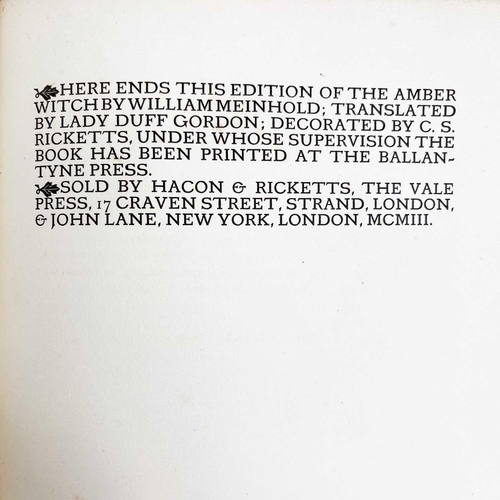 HERE ENDS THIS EDITION OF THE AMBER
WITCH BY WILLIAM MEINHOLD; TRANSLATED
BY LADY DUFF GORDON; DECORATED BY C. S.
RICKETTS, UNDER WHOSE SUPERVISION THE
BOOK HAS BEEN PRINTED AT THE BALLAN-
TYNE PRESS.
SOLD BY HACON & RICKETTS, THE VALE
PRESS, 17 CRAVEN STREET, STRAND, LONDON,
& JOHN LANE, NEW YORK, LONDON, MCMIII.